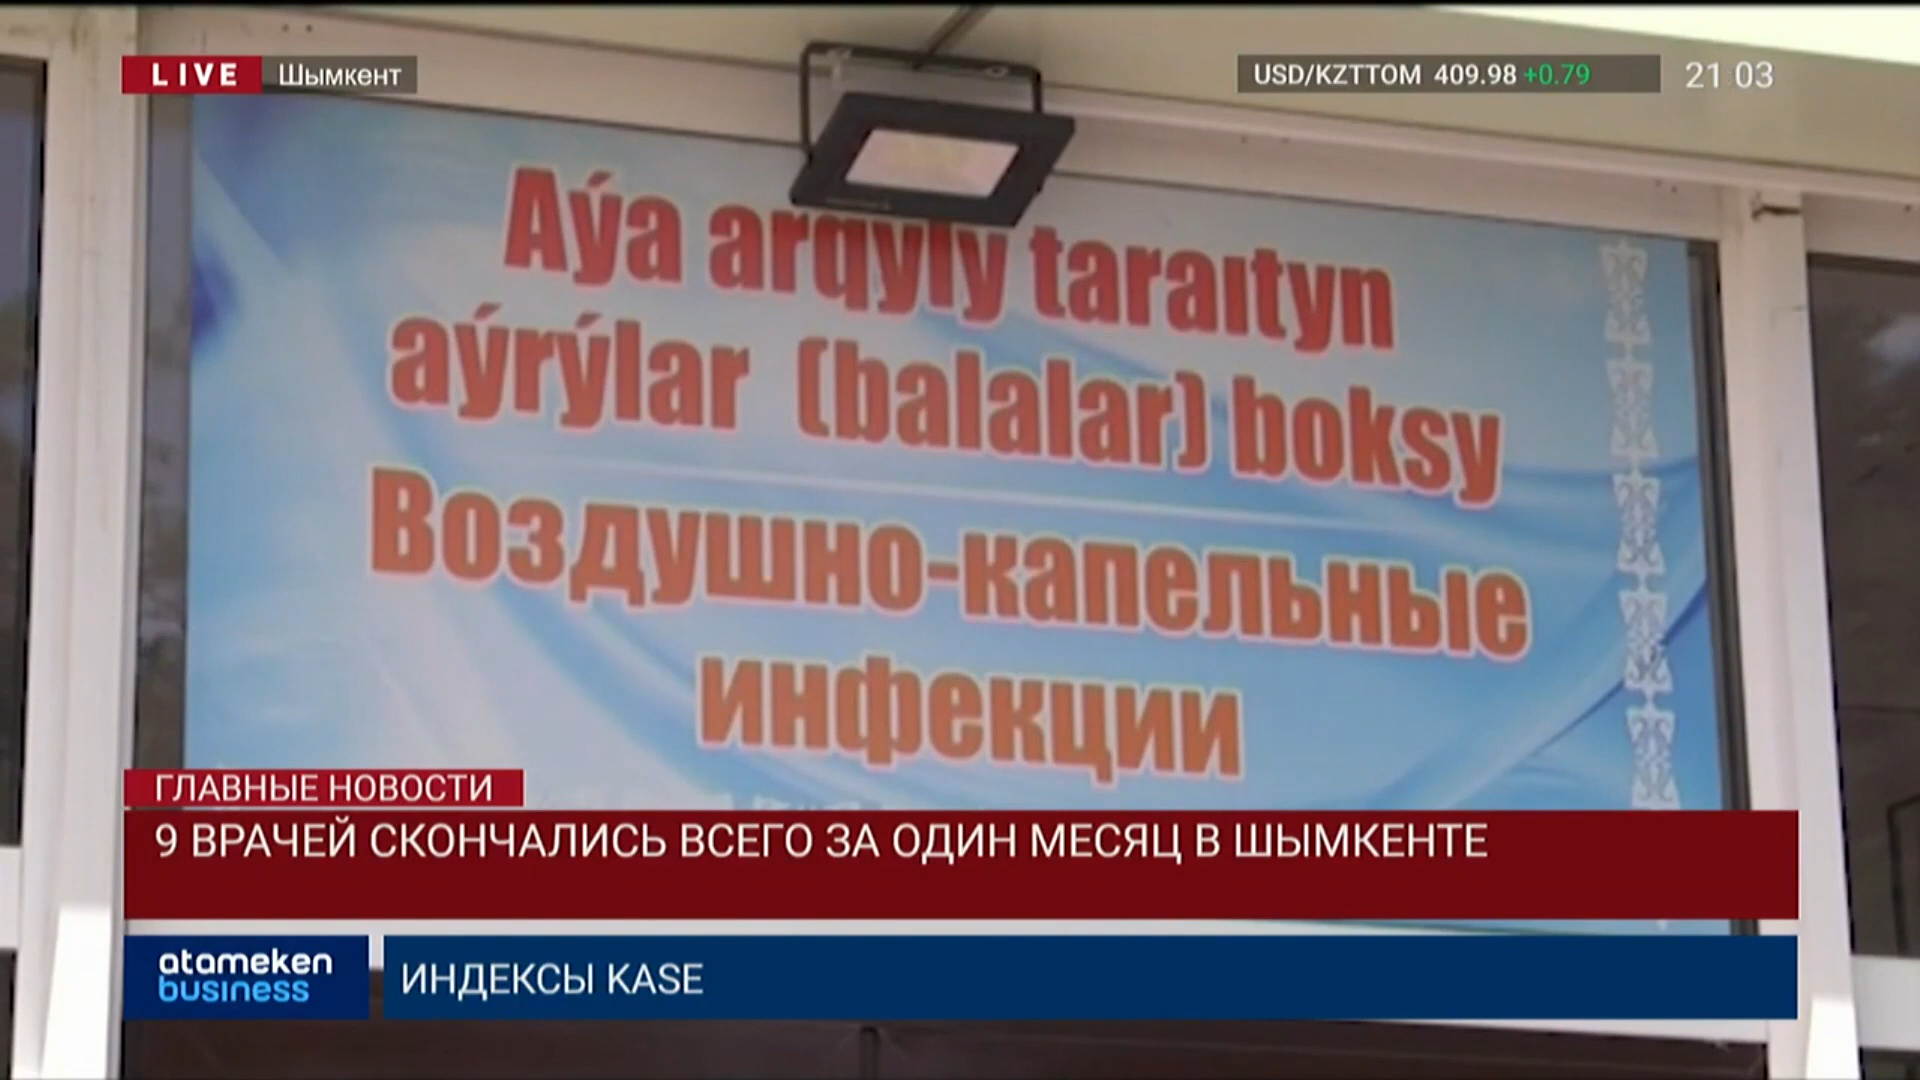 LIVE Шымкент
USD/KZTTOM 409.98 +0.79 21 03
Aýa arqyly taraıtyn
aýrýlar (balalar) boksy
Воздушно-капельные
инфекции
ГЛАВНЫЕ НОВОСТИ
9 ВРАЧЕЙ СКОНЧАЛИСЬ ВСЕГО ЗА ОДИН МЕСЯЦ В ШЫМКЕНТЕ
atameken
business
ИНДЕКСЫ KASE